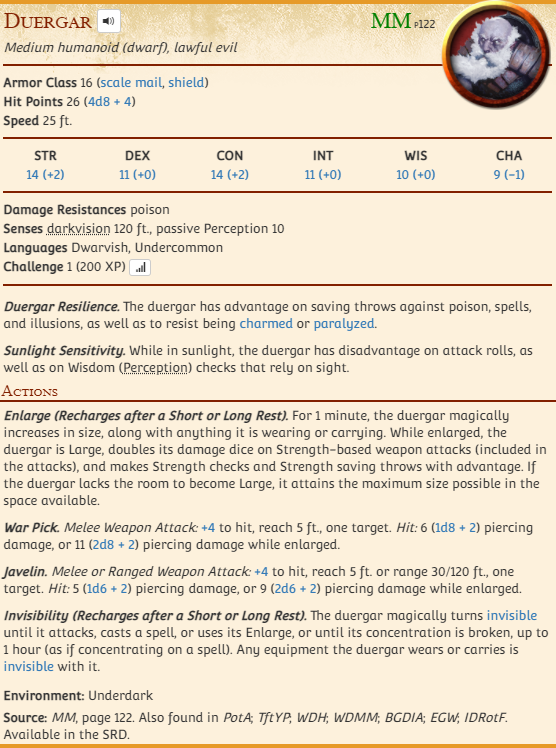 Duergar
MM P122
Medium humanoid (dwarf), lawful evil
Armor Class 16 (scale mail, shield)
Hit Points 26 (4d8 + 4)
Speed 25 ft.
STR DEX CON INT WIS CHA
14 (+2) 11 (+0) 14 (+2) 11 (+0) 10 (+0) 9 (−1)
Damage Resistances poison
Senses darkvision 120 ft., passive Perception 10
Languages Dwarvish, Undercommon
Challenge 1 (200 XP)
Duergar Resilience. The duergar has advantage on saving throws against poison, spells,
and illusions, as well as to resist being charmed or paralyzed.
Sunlight Sensitivity. While in sunlight, the duergar has disadvantage on attack rolls, as
well as on Wisdom (Perception) checks that rely on sight.
Actions
Enlarge (Recharges after a Short or Long Rest). For 1 minute, the duergar magically
increases in size, along with anything it is wearing or carrying. While enlarged, the
duergar is Large, doubles its damage dice on Strength-based weapon attacks (included in
the attacks), and makes Strength checks and Strength saving throws with advantage. If
the duergar lacks the room to become Large, it attains the maximum size possible in the
space available.
War Pick. Melee Weapon Attack: +4 to hit, reach 5 ft., one target. Hit: 6 (1d8 + 2) piercing
damage, or 11 (2d8 + 2) piercing damage while enlarged.
Javelin. Melee or Ranged Weapon Attack: +4 to hit, reach 5 ft. or range 30/120 ft., one
target. Hit: 5 (1d6 + 2) piercing damage, or 9 (2d6 + 2) piercing damage while enlarged.
Invisibility (Recharges after a Short or Long Rest). The duergar magically turns invisible
until it attacks, casts a spell, or uses its Enlarge, or until its concentration is broken, up to
1 hour (as if concentrating on a spell). Any equipment the duergar wears or carries is
invisible with it.
Environment: Underdark
Source: MM, page 122. Also found in PotA; TftYP; WDH; WDMM; BGDIA; EGW; IDRotF.
Available in the SRD.